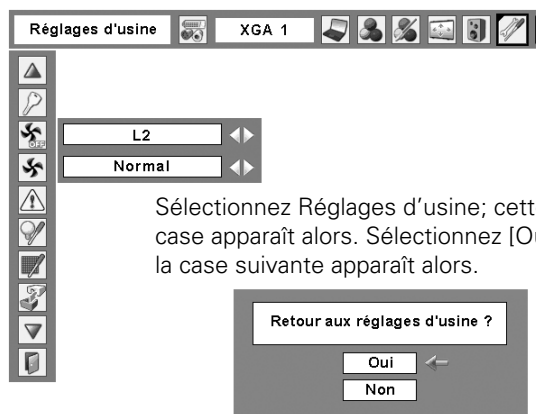 Réglages d'usine
XGA 1
OFF
L2
Normal
Sélectionnez Réglages d’usine; cett
case apparaît alors. Sélectionnez [Ou
la case suivante apparaît alors.
Retour aux réglages d'usine ?
Oui
Non